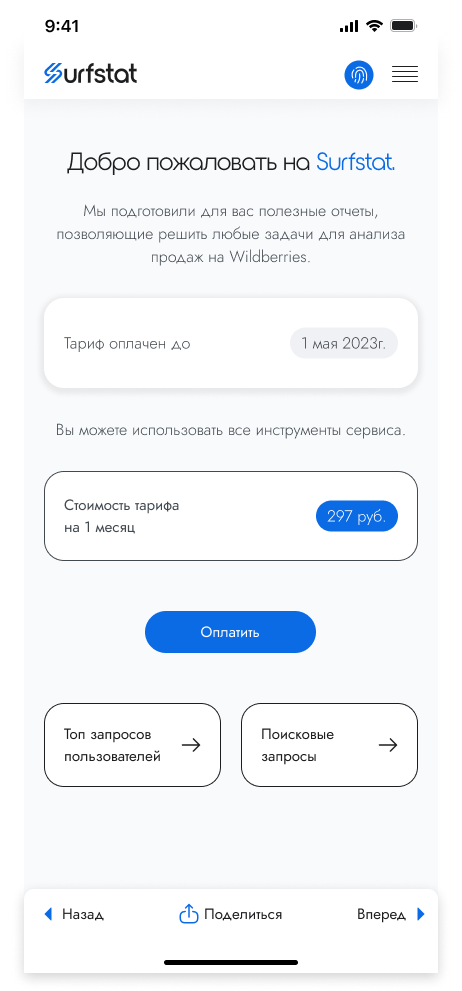 9:41
Surfstat
Добро пожаловать на Surfstat.
Мы подготовили для вас полезные отчеты,
позволяющие решить любые задачи для анализа
продаж на Wildberries.
Тариф оплачен до
1 мая 2023г.
Вы можете использовать все инструменты сервиса.
Стоимость тарифа
на 1 месяц
297 руб.
Оплатить
Топ запросов
пользователей
Поисковые
запросы
Назад
Поделиться
Вперед